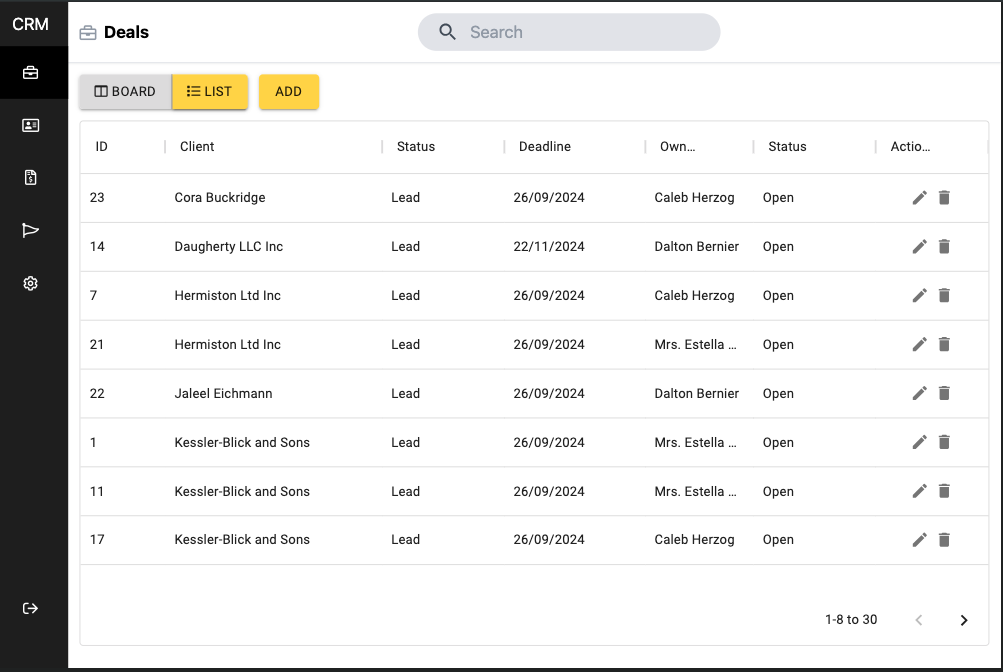 CRM
Deals
Search
BOARD LIST ADD
ID Client Status Deadline Own... Status Actio...
23 Cora Buckridge Lead 26/09/2024 Caleb Herzog Open
14 Daugherty LLC Inc Lead 22/11/2024 Dalton Bernier Open
7 Hermiston Ltd Inc Lead 26/09/2024 Caleb Herzog Open
21 Hermiston Ltd Inc Lead 26/09/2024 Mrs. Estella ... Open
22 Jaleel Eichmann Lead 26/09/2024 Dalton Bernier Open
1 Kessler-Blick and Sons Lead 26/09/2024 Mrs. Estella ... Open
11 Kessler-Blick and Sons Lead 26/09/2024 Mrs. Estella ... Open
17 Kessler-Blick and Sons Lead 26/09/2024 Caleb Herzog Open
1-8 to 30